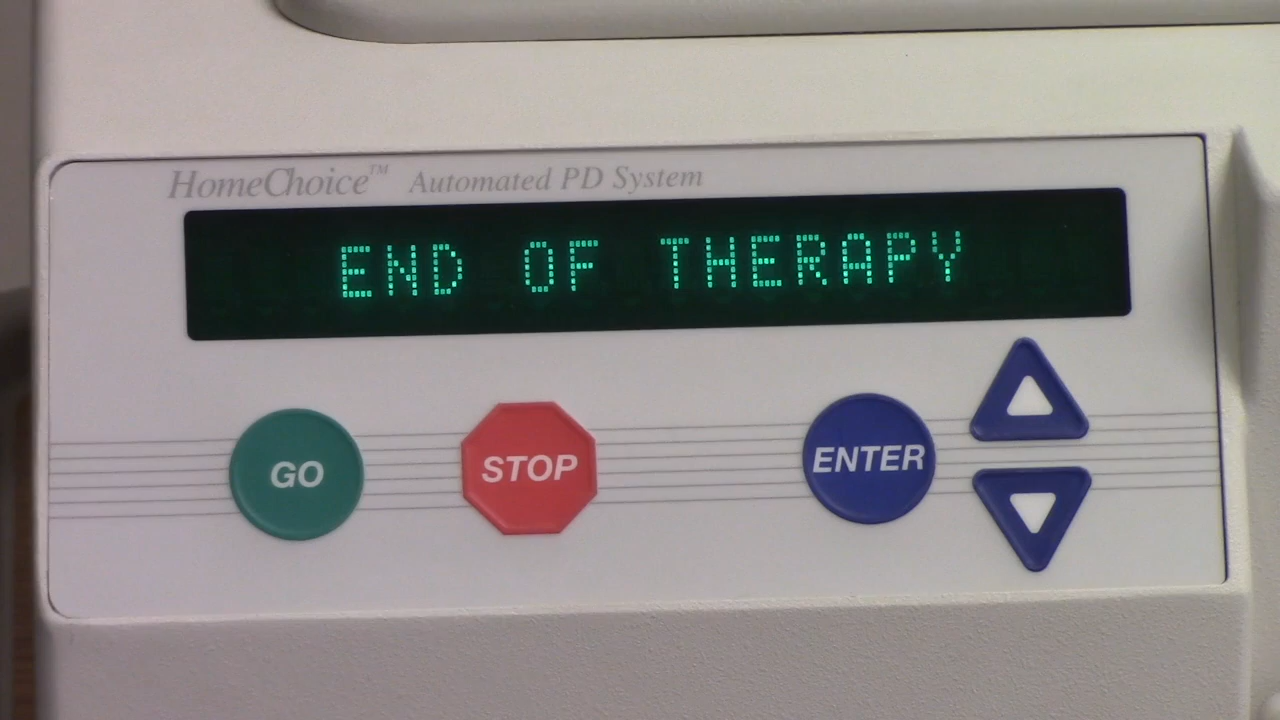 HomeChoice™ Automated PD System
END OF THERAPY
GO STOP ENTER